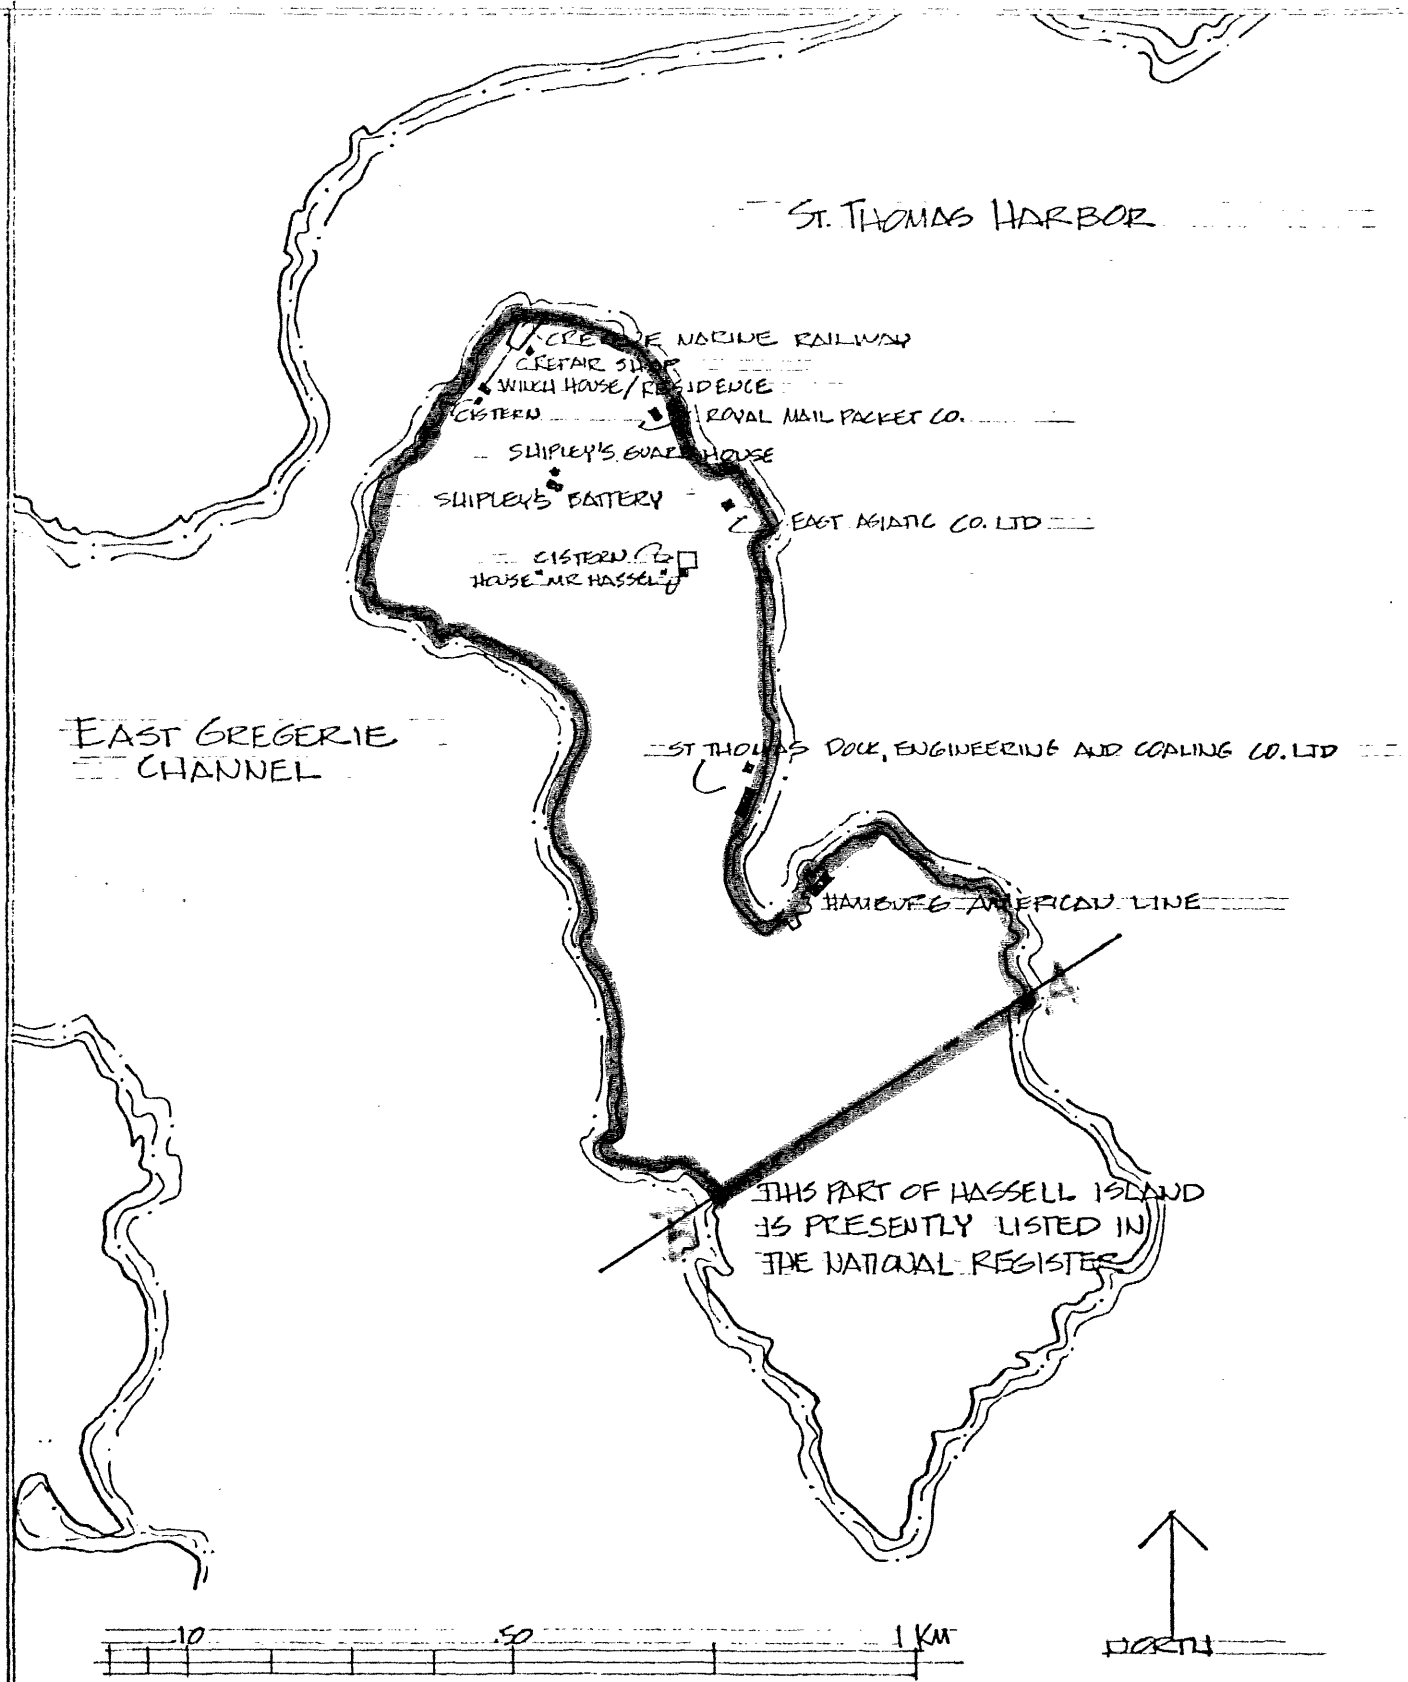 ST. THOMAS HARBOR
CREQUE MARINE RAILWAY
REPAIR SHOP
WINCH HOUSE/RESIDENCE
CISTERN
ROYAL MAIL PACKET CO.
SHIPLEY'S GUARDHOUSE
SHIPLEY'S BATTERY
EAST ASIATIC CO. LTD
CISTERN
HOUSE MR HASSEL
EAST GREGERIE
CHANNEL
ST THOMAS DOCK, ENGINEERING AND COALING CO. LTD
HAMBURG AMERICAN LINE
A
THIS PART OF HASSELL ISLAND
IS PRESENTLY LISTED IN
THE NATIONAL REGISTER
.10 .50 1 KM
NORTH